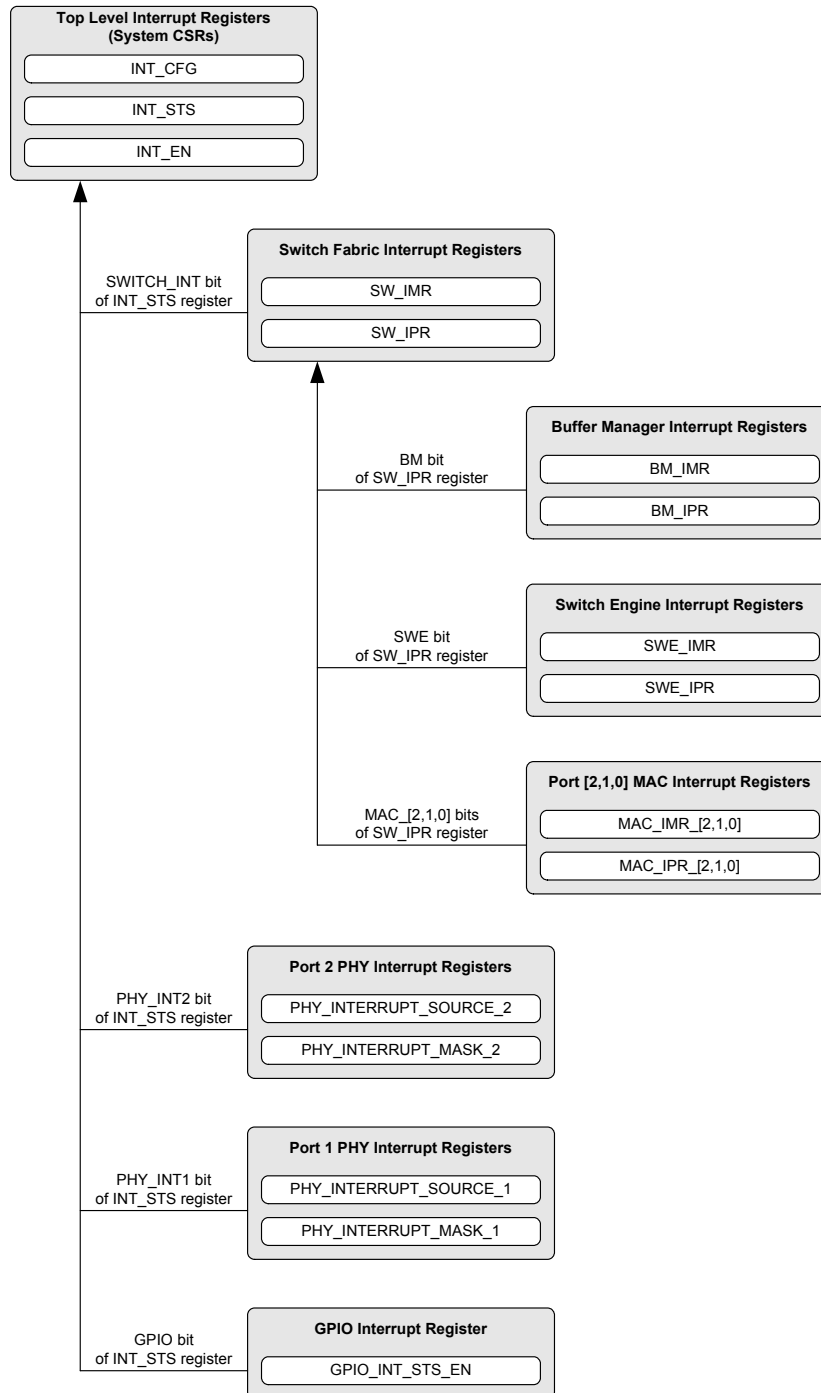 Top Level Interrupt Registers
(System CSRs)
INT_CFG
INT_STS
INT_EN
Switch Fabric Interrupt Registers
SWITCH_INT bit
of INT_STS register
SW_IMR
SW_IPR
Buffer Manager Interrupt Registers
BM bit
of SW_IPR register
BM_IMR
BM_IPR
Switch Engine Interrupt Registers
SWE bit
of SW_IPR register
SWE_IMR
SWE_IPR
Port [2,1,0] MAC Interrupt Registers
MAC_[2,1,0] bits
of SW_IPR register
MAC_IMR_[2,1,0]
MAC_IPR_[2,1,0]
Port 2 PHY Interrupt Registers
PHY_INT2 bit
of INT_STS register
PHY_INTERRUPT_SOURCE_2
PHY_INTERRUPT_MASK_2
Port 1 PHY Interrupt Registers
PHY_INT1 bit
of INT_STS register
PHY_INTERRUPT_SOURCE_1
PHY_INTERRUPT_MASK_1
GPIO Interrupt Register
GPIO bit
of INT_STS register
GPIO_INT_STS_EN